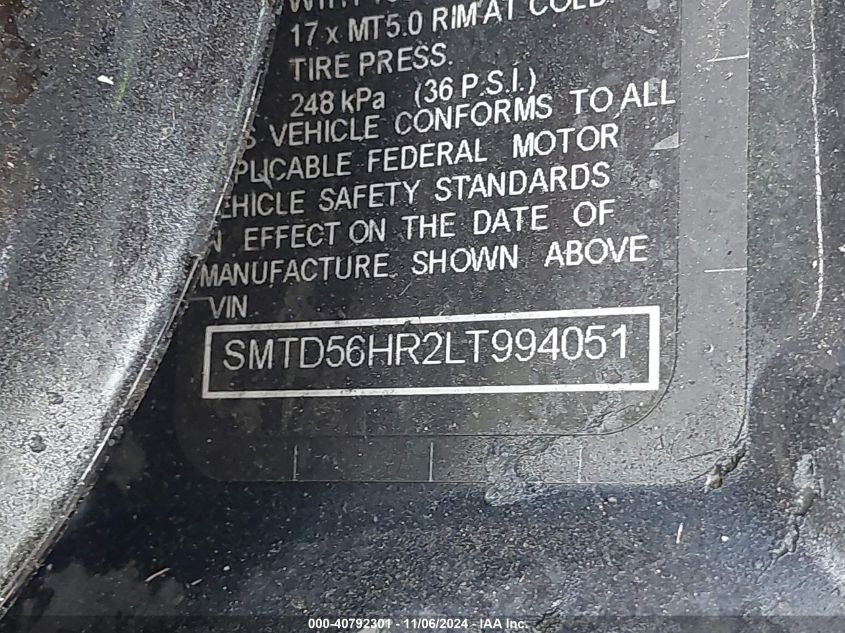 17 x MT5.0 RIM AT COLD
TIRE PRESS.
248 kPa (36 P.S.I.)
VEHICLE CONFORMS TO ALL
PLICABLE FEDERAL MOTOR
EHICLE SAFETY STANDARDS
N EFFECT ON THE DATE OF
MANUFACTURE SHOWN ABOVE
VIN
SMTD56HR2LT994051
000-40792301 - 11/06/2024 - IAA Inc.